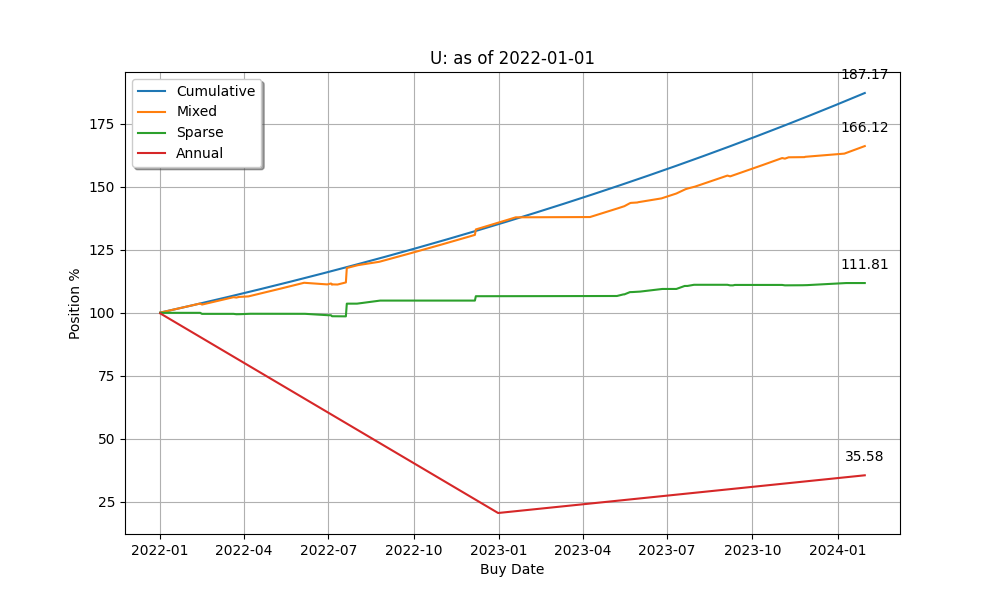 U: as of 2022-01-01
Cumulative
Mixed
Sparse
Annual
187.17
166.12
111.81
35.58
175
150
125
100
75
50
25
Position %
2022-01 2022-04 2022-07 2022-10 2023-01 2023-04 2023-07 2023-10 2024-01
Buy Date